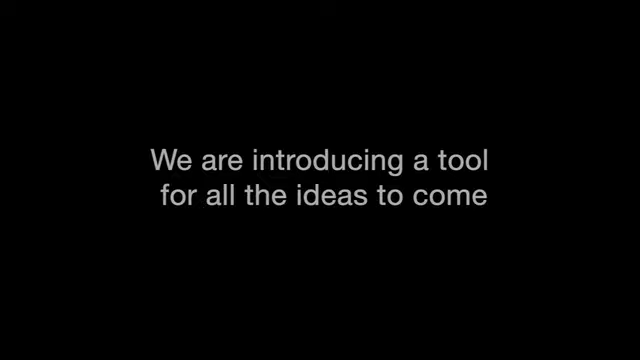 We are introducing a tool
for all the ideas to come